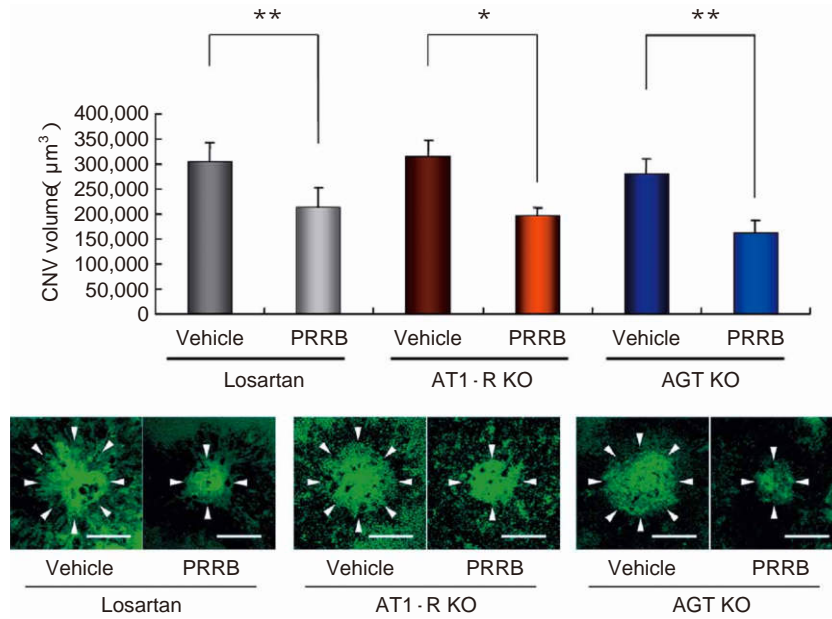 ** * **
400,000
350,000
300,000
250,000
200,000
150,000
100,000
50,000
0
CNV volume( µm³ )
Vehicle PRRB Vehicle PRRB Vehicle PRRB
Losartan AT1 · R KO AGT KO
Vehicle PRRB Vehicle PRRB Vehicle PRRB
Losartan AT1 · R KO AGT KO